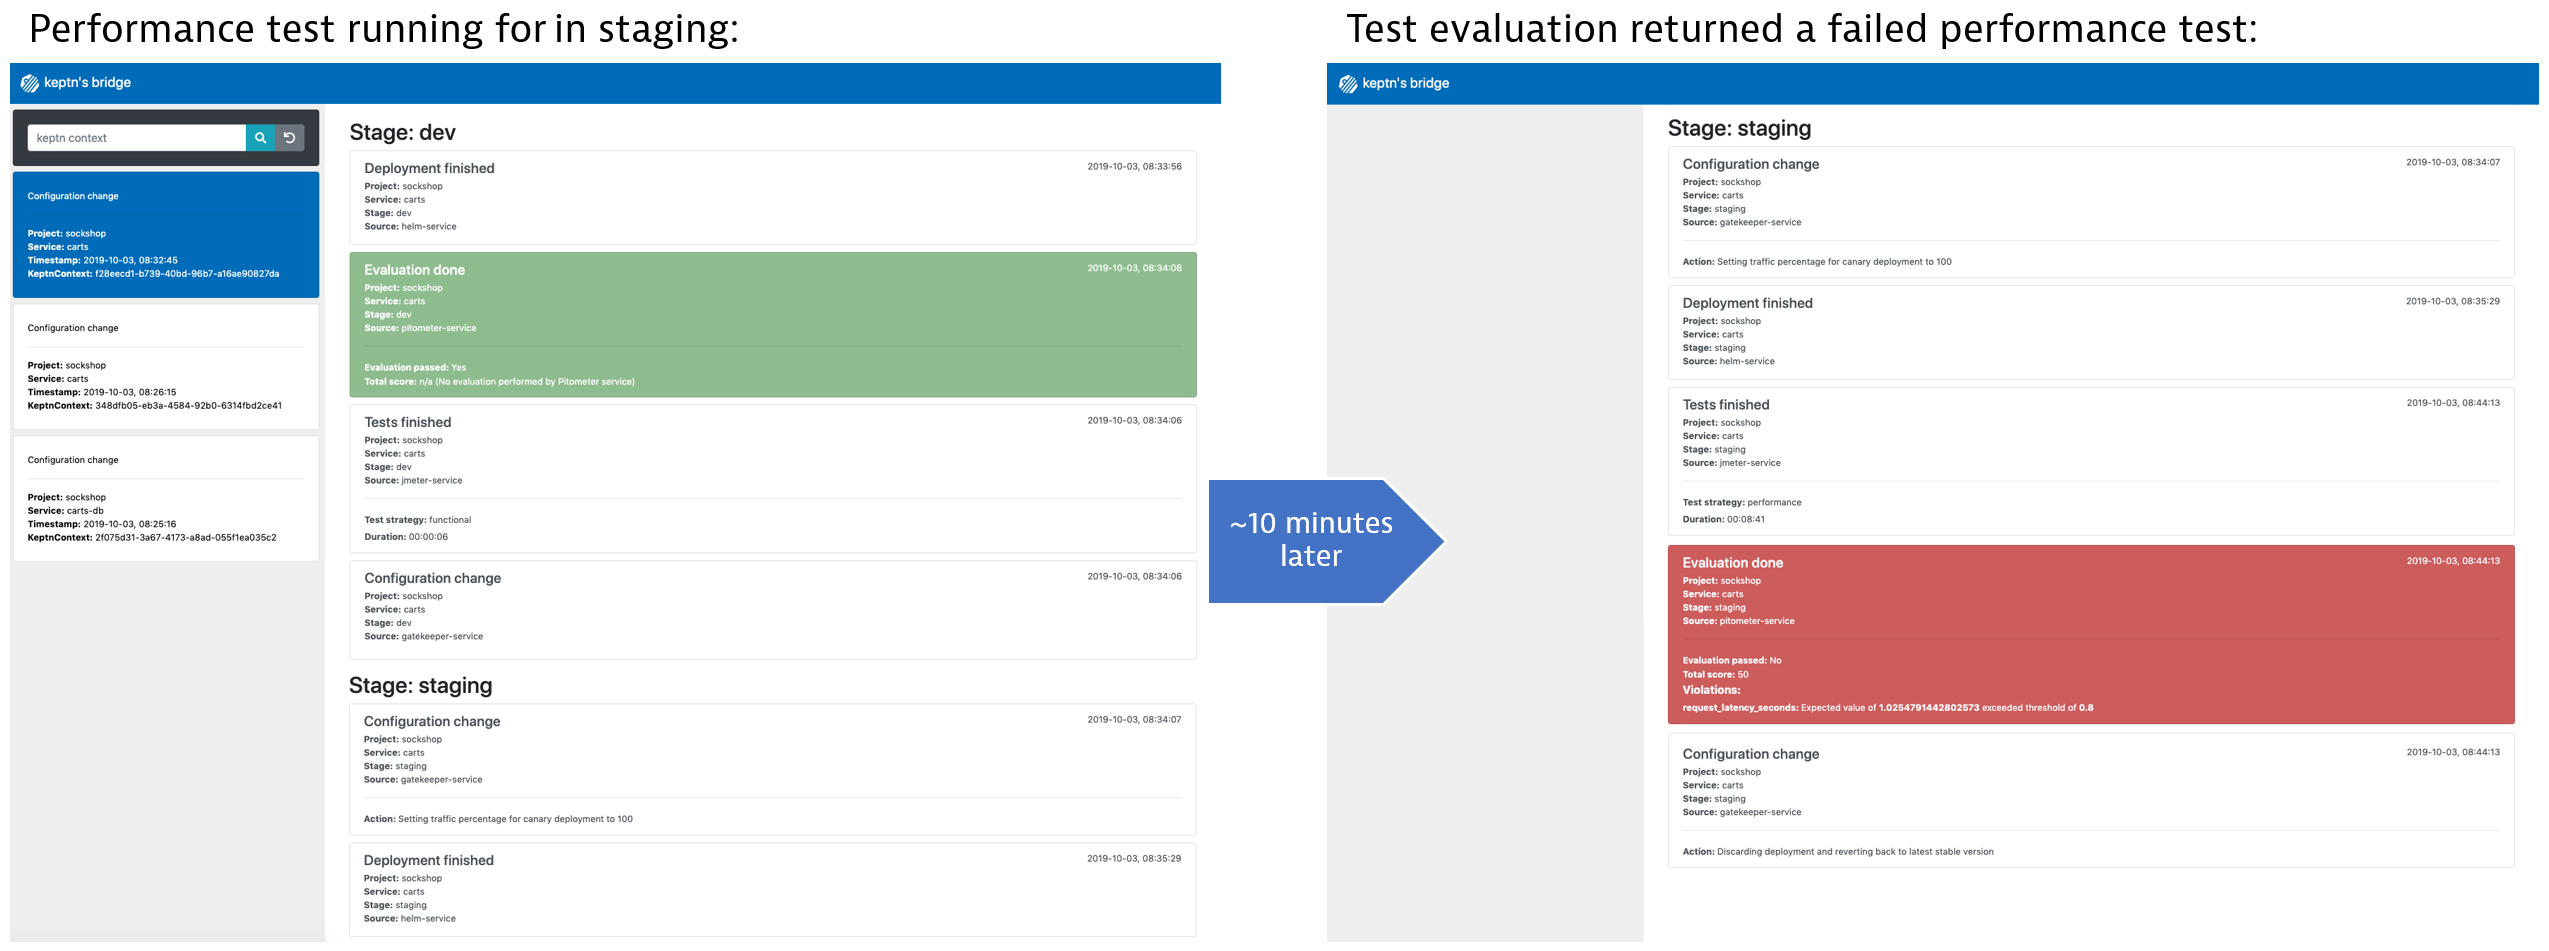 Performance test running for in staging:
keptn's bridge
keptn context
Configuration change
Project: sockshop
Service: carts
Timestamp: 2019-10-03, 08:32:45
KeptnContext: f28eecd1-b739-40bd-96b7-a16ae90827da
Configuration change
Project: sockshop
Service: carts
Timestamp: 2019-10-03, 08:26:15
KeptnContext: 348dfb05-eb3a-4584-92b0-6314fbd2ce41
Configuration change
Project: sockshop
Service: carts-db
Timestamp: 2019-10-03, 08:25:16
KeptnContext: 2f075d31-3a67-4173-a8ad-055f1ea035c2
Stage: dev
Deployment finished 2019-10-03, 08:33:56
Project: sockshop
Service: carts
Stage: dev
Source: helm-service
Evaluation done 2019-10-03, 08:34:06
Project: sockshop
Service: carts
Stage: dev
Source: pitometer-service
Evaluation passed: Yes
Total score: n/a (No evaluation performed by Pitometer service)
Tests finished 2019-10-03, 08:34:06
Project: sockshop
Service: carts
Stage: dev
Source: jmeter-service
Test strategy: functional
Duration: 00:00:06
Configuration change 2019-10-03, 08:34:06
Project: sockshop
Service: carts
Stage: dev
Source: gatekeeper-service
Stage: staging
Configuration change 2019-10-03, 08:34:07
Project: sockshop
Service: carts
Stage: staging
Source: gatekeeper-service
Action: Setting traffic percentage for canary deployment to 100
Deployment finished 2019-10-03, 08:35:29
Project: sockshop
Service: carts
Stage: staging
Source: helm-service
~10 minutes
later
Test evaluation returned a failed performance test:
keptn's bridge
Stage: staging
Configuration change 2019-10-03, 08:34:07
Project: sockshop
Service: carts
Stage: staging
Source: gatekeeper-service
Action: Setting traffic percentage for canary deployment to 100
Deployment finished 2019-10-03, 08:35:29
Project: sockshop
Service: carts
Stage: staging
Source: helm-service
Tests finished 2019-10-03, 08:44:13
Project: sockshop
Service: carts
Stage: staging
Source: jmeter-service
Test strategy: performance
Duration: 00:08:41
Evaluation done 2019-10-03, 08:44:13
Project: sockshop
Service: carts
Stage: staging
Source: pitometer-service
Evaluation passed: No
Total score: 50
Violations:
request_latency_seconds: Expected value of 1.0254791442802573 exceeded threshold of 0.8
Configuration change 2019-10-03, 08:44:13
Project: sockshop
Service: carts
Stage: staging
Source: gatekeeper-service
Action: Discarding deployment and reverting back to latest stable version